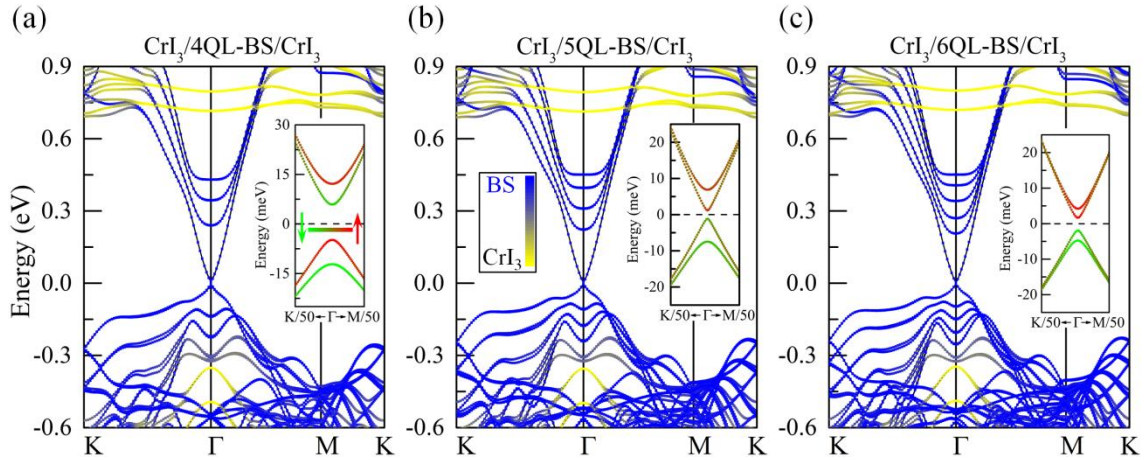 (a)
CrI3/4QL-BS/CrI3
Energy (eV)
0.9
0.6
0.3
0.0
-0.3
-0.6
K
Γ
M
K
Energy (meV)
30
15
0
-15
K/50 ←Γ→ M/50
(b)
CrI3/5QL-BS/CrI3
BS
CrI3
K
Γ
M
K
Energy (meV)
20
10
0
-10
-20
K/50 ←Γ→ M/50
(c)
CrI3/6QL-BS/CrI3
K
Γ
M
K
Energy (meV)
20
10
0
-10
-20
K/50 ←Γ→ M/50